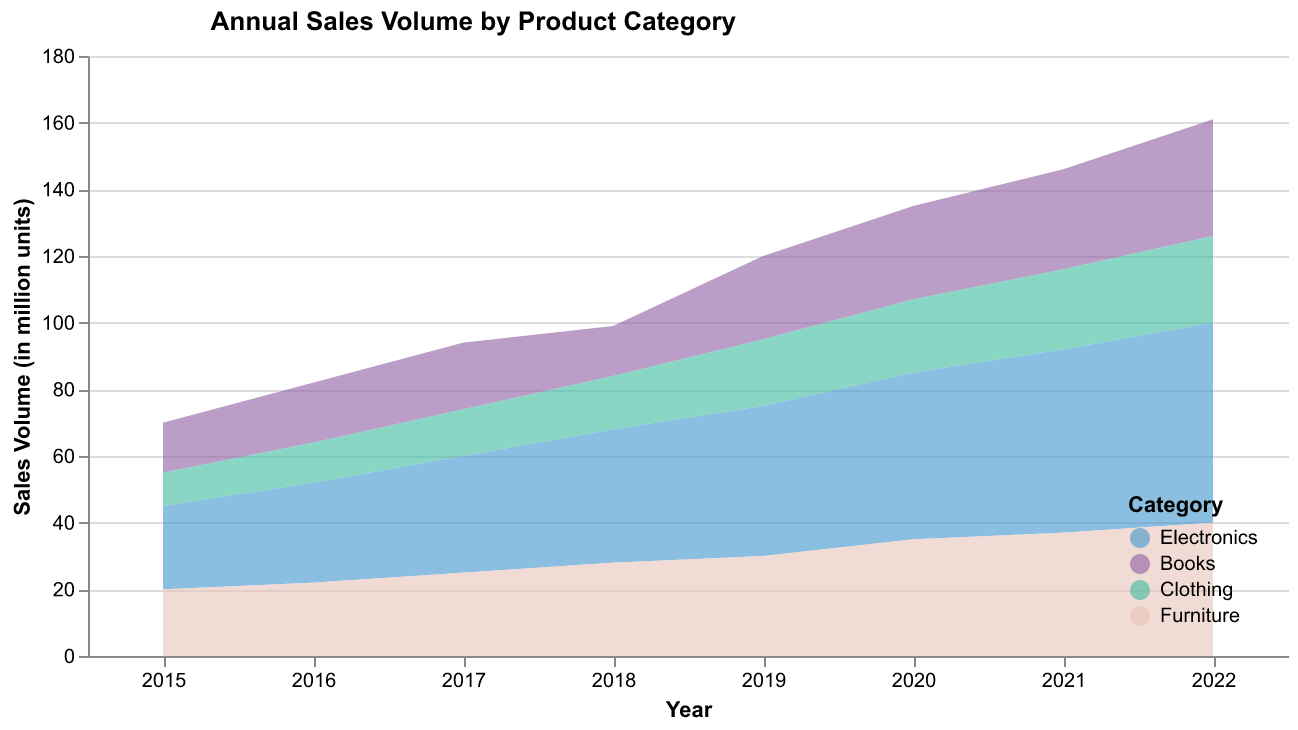 Annual Sales Volume by Product Category
Sales Volume (in million units)
180
160
140
120
100
80
60
40
20
0
Category
Electronics
Books
Clothing
Furniture
2015 2016 2017 2018 2019 2020 2021 2022
Year